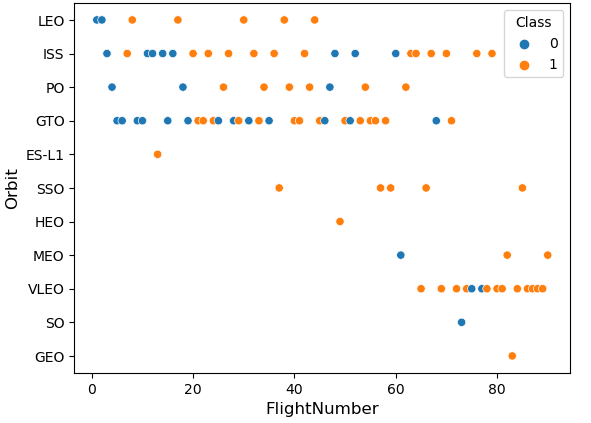 LEO
ISS
PO
GTO
ES-L1
SSO
HEO
MEO
VLEO
SO
GEO
Orbit
Class
0
1
0 20 40 60 80
FlightNumber